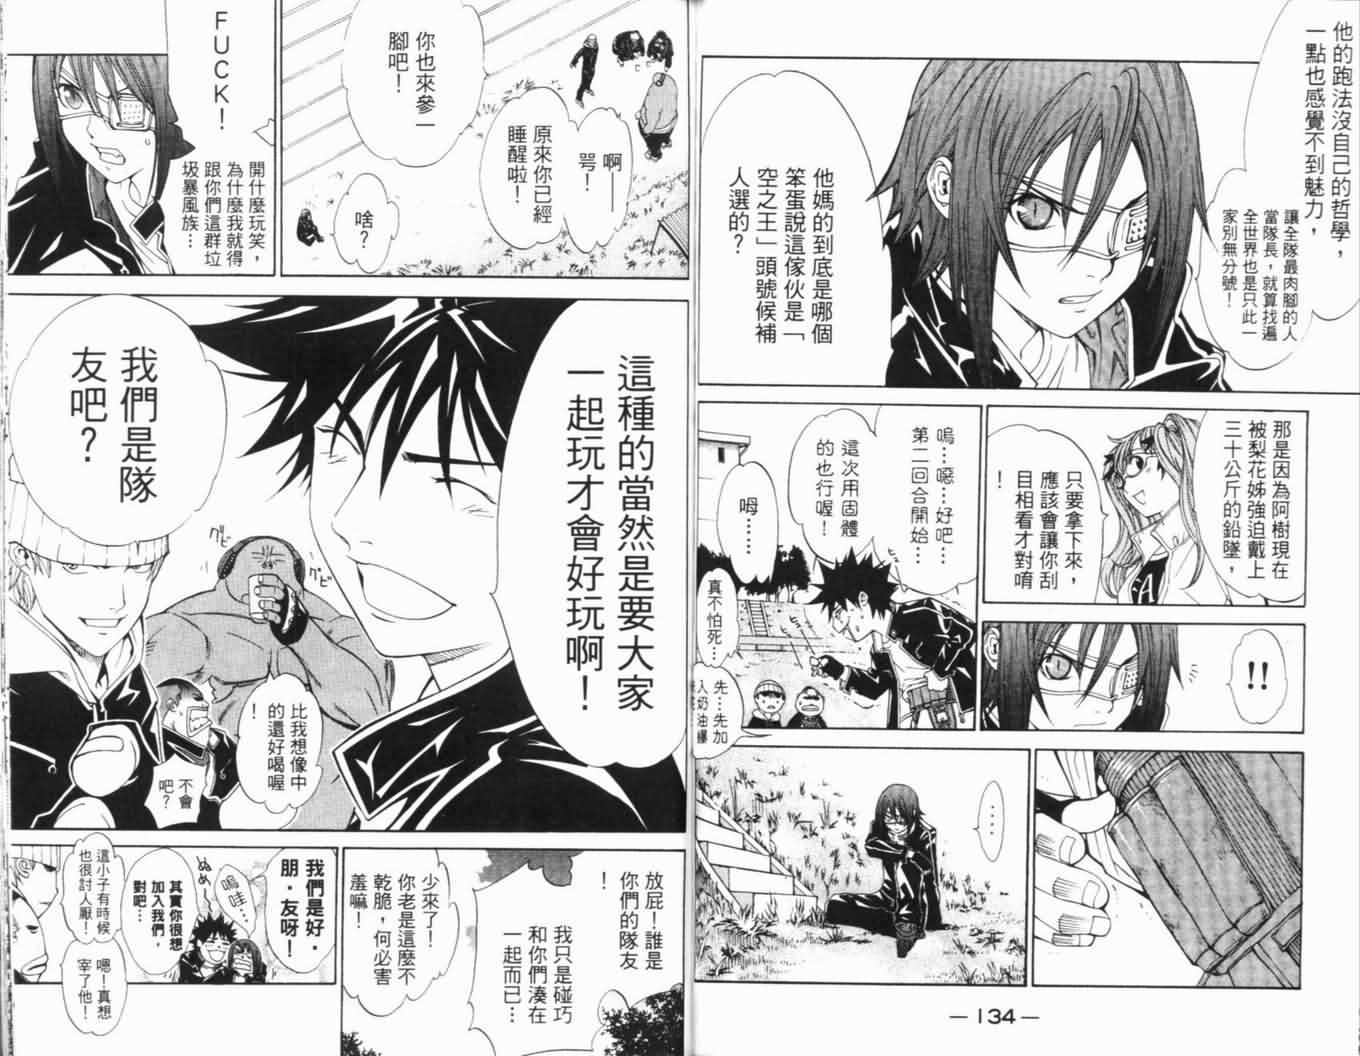 他的跑法沒自己的哲學，
一點也感覺不到魅力，
讓全隊最肉腳的人
當隊長，就算找遍
全世界也是只此一
家別無分號！
他媽的到底是哪個
笨蛋說這傢伙是「
空之王」頭號候補
人選的？
那是因為阿樹現在
被梨花姊強迫戴上
三十公斤的鉛墜，
只要拿下來，
應該會讓你刮
目相看才對唷
！
嗚…噁…好吧…
第二回合開始…
這次用固體
的也行喔！
嗯……
真不怕死…
先…先加
入奶油爆
!!
…
—134—
啊—
咢！
原來你已經
睡醒啦！
你也來參一
腳吧！
啥？
FUCK！
開什麼玩笑，
為什麼我就得
跟你們這群垃
圾暴風族…
這種的當然是要大家
一起玩才會好玩啊！
我們是隊
友吧？
グビ
グビ
比我想像中
的還好喝喔
！
不會
吧？
放屁！誰是
你們的隊友
我只是碰巧
和你們湊在
一起而已…
少來了！
你老是這麼不
乾脆，何必害
羞嘛！
我們是好．
朋．友呀！
嗚哇…
ぬめ
其實你很想
加入我們，
對吧…
這小子有時候
也很討人厭！
嗯！真想
宰了他！